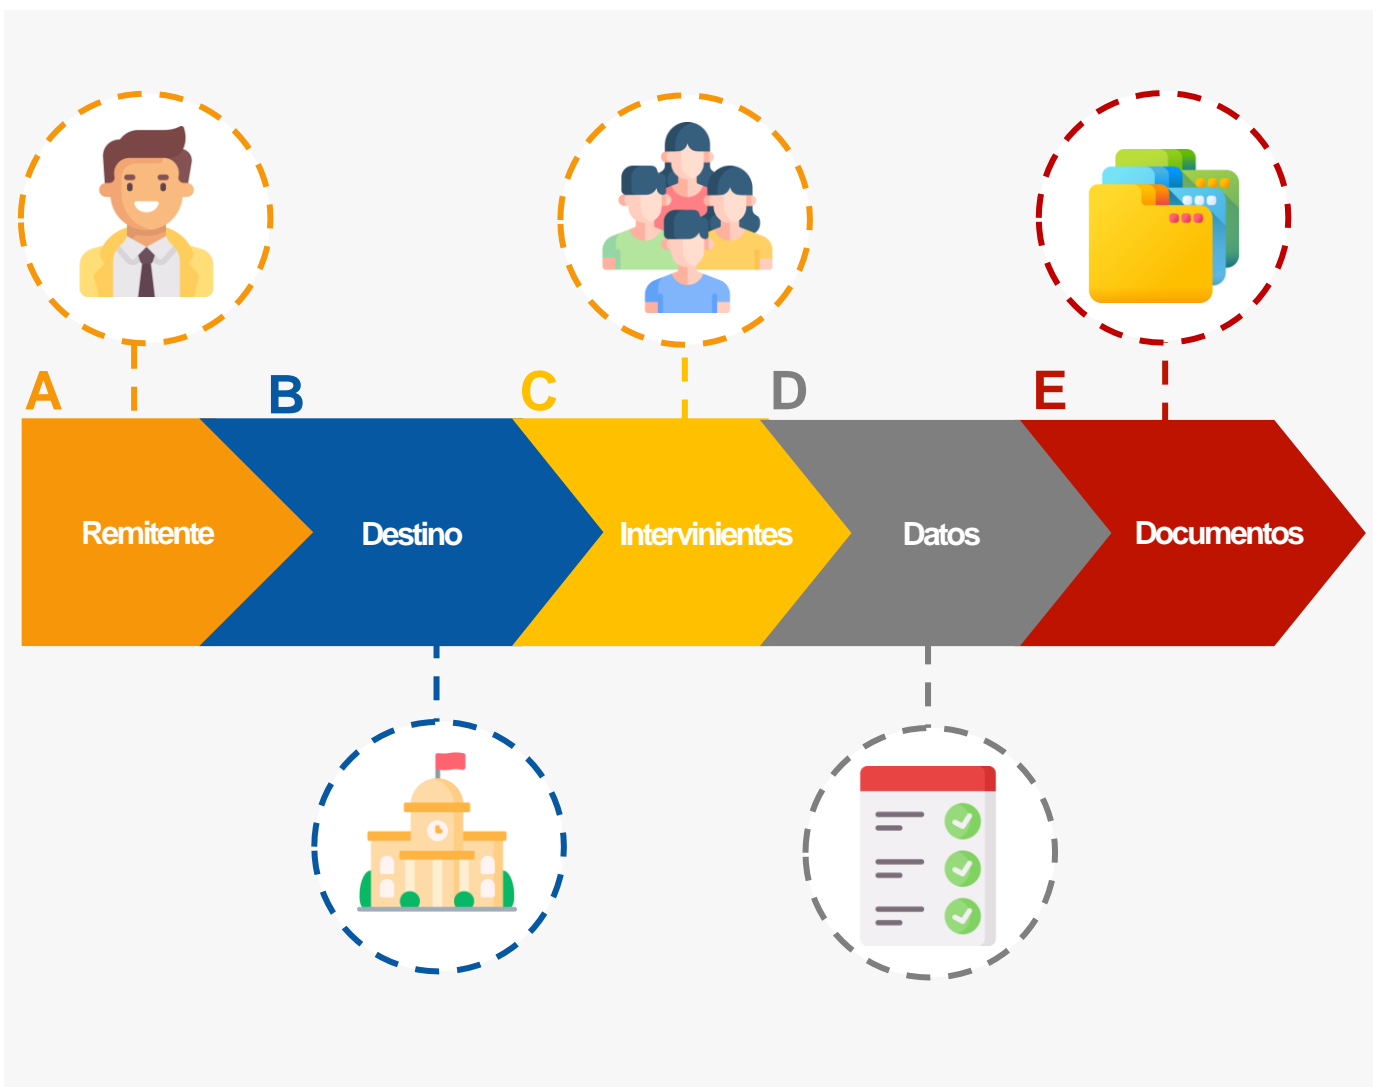 A
B
C
D
E
Remitente
Destino
Intervinientes
Datos
Documentos